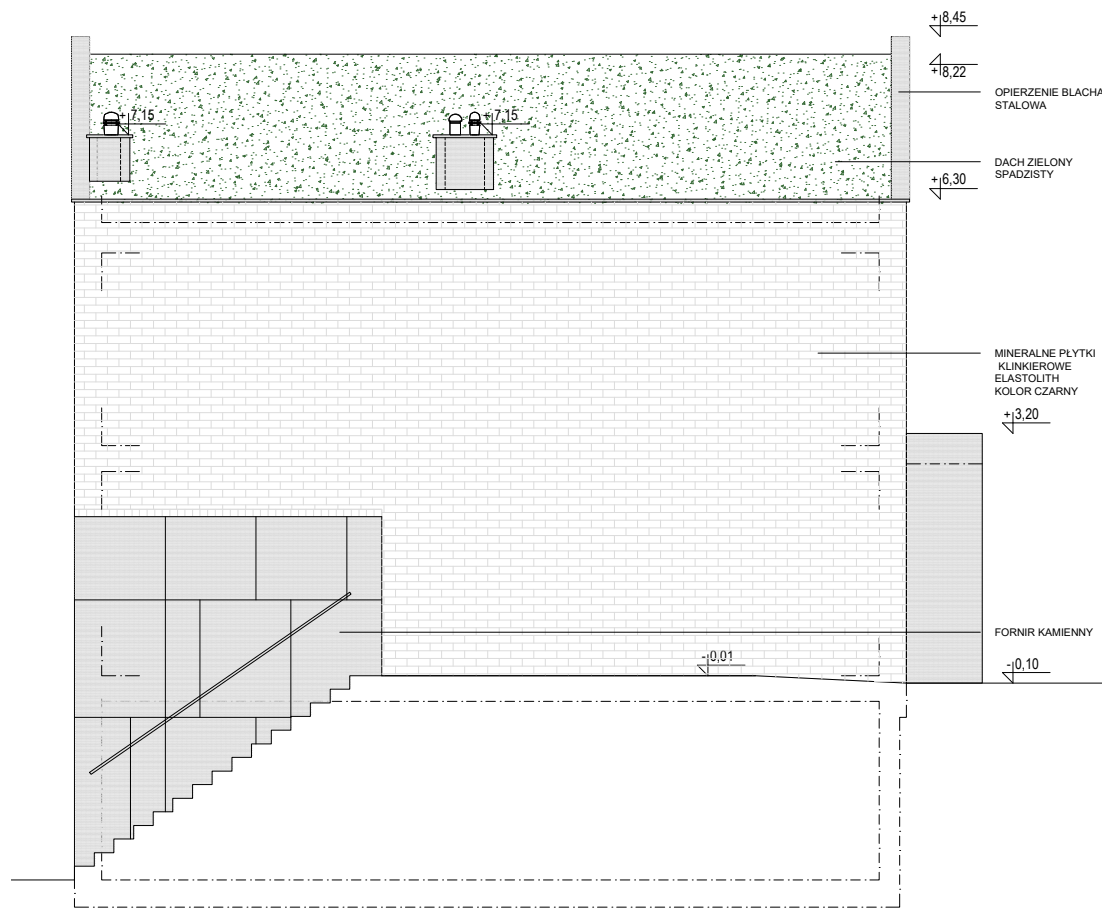 +8,45
+8,22
OPIERZENIE BLACHA
STALOWA
+7,15
+7,15
DACH ZIELONY
SPADZISTY
+6,30
MINERALNE PŁYTKI
KLINKIEROWE
ELASTOLITH
KOLOR CZARNY
+3,20
FORNIR KAMIENNY
-0,01
-0,10